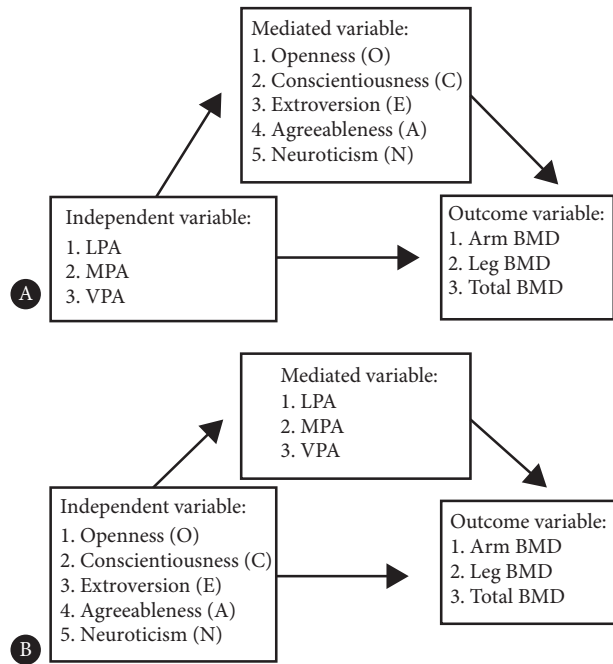 Mediated variable:
1. Openness (O)
2. Conscientiousness (C)
3. Extroversion (E)
4. Agreeableness (A)
5. Neuroticism (N)
Independent variable:
1. LPA
2. MPA
3. VPA
Outcome variable:
1. Arm BMD
2. Leg BMD
3. Total BMD
A
Mediated variable:
1. LPA
2. MPA
3. VPA
Independent variable:
1. Openness (O)
2. Conscientiousness (C)
3. Extroversion (E)
4. Agreeableness (A)
5. Neuroticism (N)
Outcome variable:
1. Arm BMD
2. Leg BMD
3. Total BMD
B